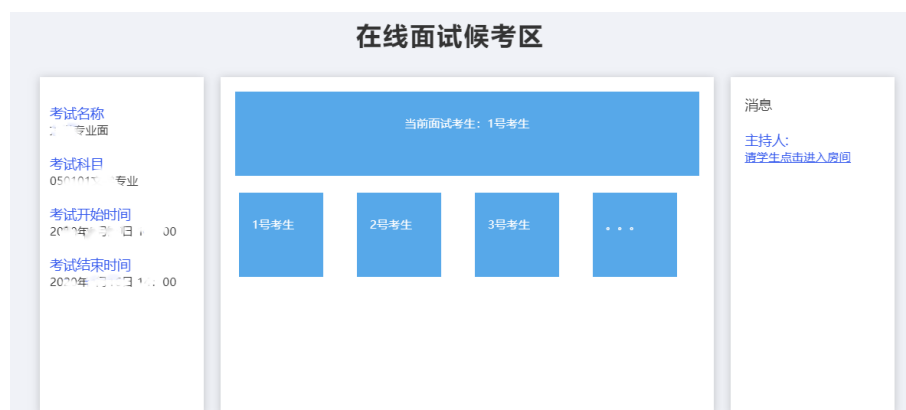 在线面试候考区
考试名称
专业面
考试科目
专业
考试开始时间
00
考试结束时间
00
当前面试考生：1号考生
1号考生
2号考生
3号考生
...
消息
主持人:
请学生点击进入房间